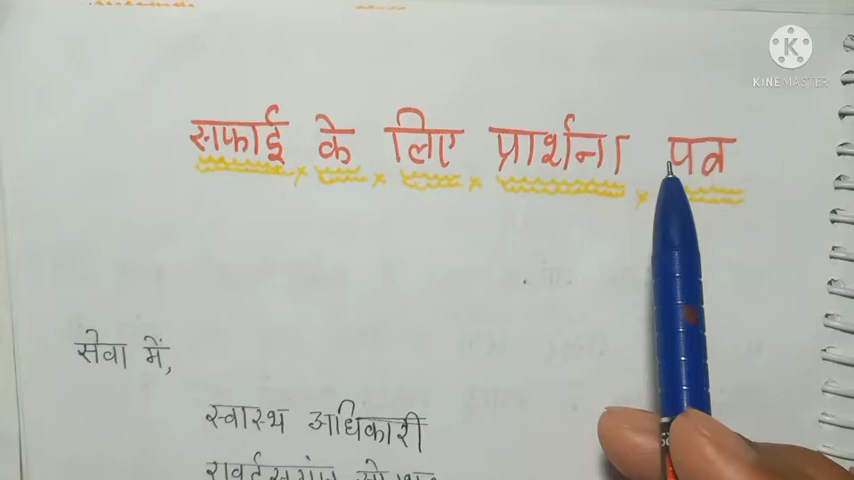 KINEMASTER
सफाई के लिए प्रार्थना पत्र
सेवा में,
स्वास्थ अधिकारी